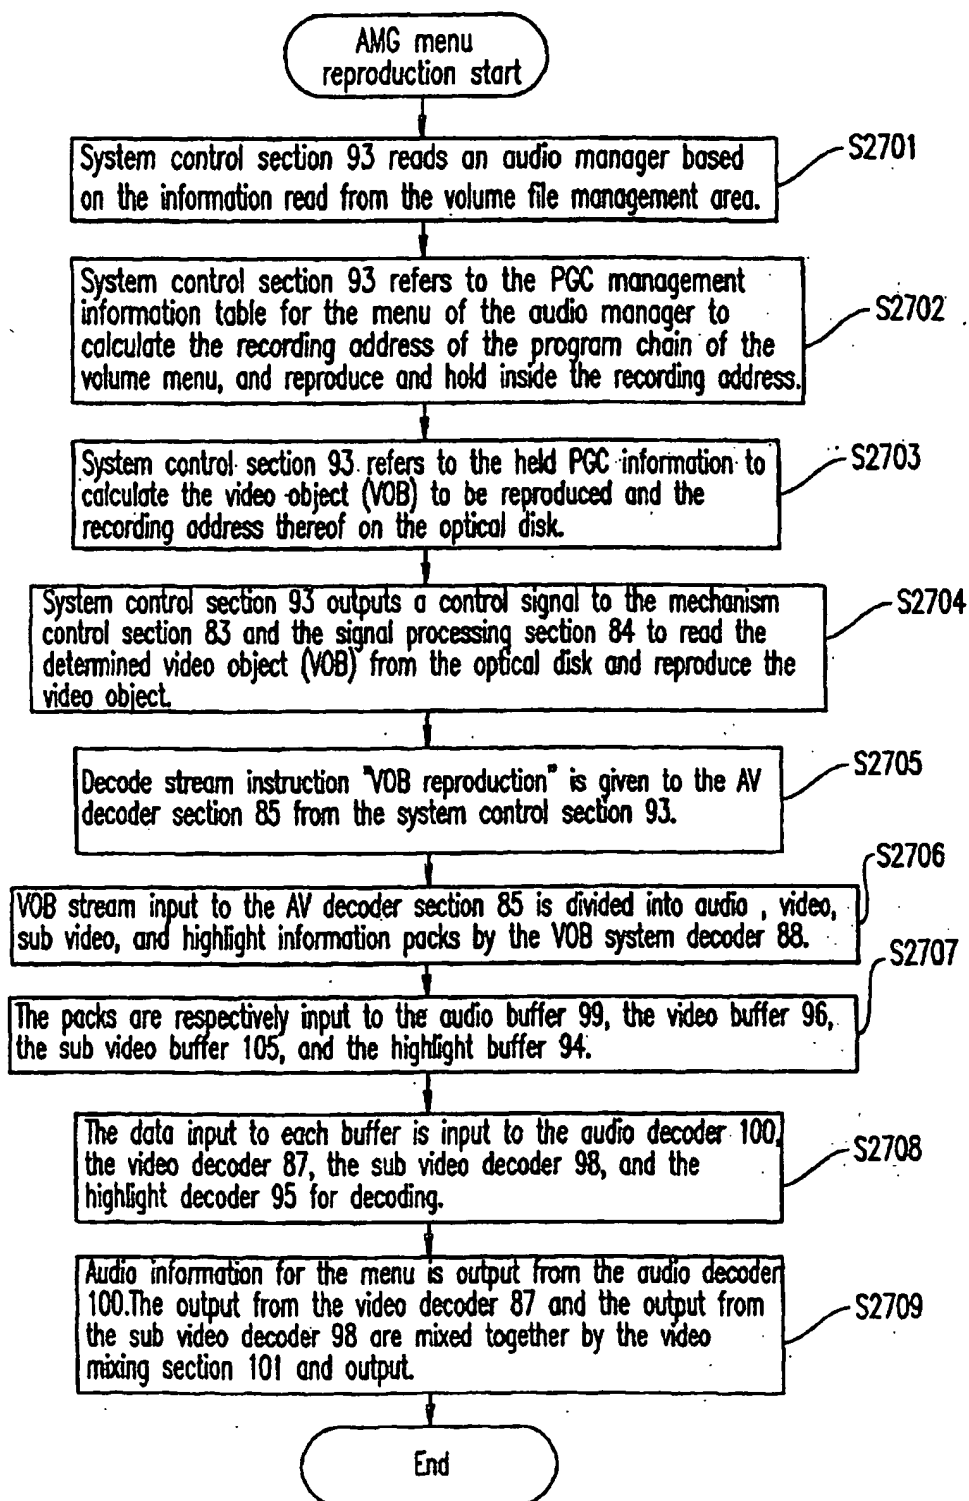 AMG menu
reproduction start
System control section 93 reads an audio manager based
on the information read from the volume file management area.
S2701
System control section 93 refers to the PGC management
information table for the menu of the audio manager to
calculate the recording address of the program chain of the
volume menu, and reproduce and hold inside the recording address.
S2702
System control section 93 refers to the held PGC information to
calculate the video object (VOB) to be reproduced and the
recording address thereof on the optical disk.
S2703
System control section 93 outputs a control signal to the mechanism
control section 83 and the signal processing section 84 to read the
determined video object (VOB) from the optical disk and reproduce the
video object.
S2704
Decode stream instruction "VOB reproduction" is given to the AV
decoder section 85 from the system control section 93.
S2705
VOB stream input to the AV decoder section 85 is divided into audio , video,
sub video, and highlight information packs by the VOB system decoder 88.
S2706
The packs are respectively input to the audio buffer 99, the video buffer 96,
the sub video buffer 105, and the highlight buffer 94.
S2707
The data input to each buffer is input to the audio decoder 100,
the video decoder 87, the sub video decoder 98, and the
highlight decoder 95 for decoding.
S2708
Audio information for the menu is output from the audio decoder
100.The output from the video decoder 87 and the output from
the sub video decoder 98 are mixed together by the video
mixing section 101 and output.
S2709
End